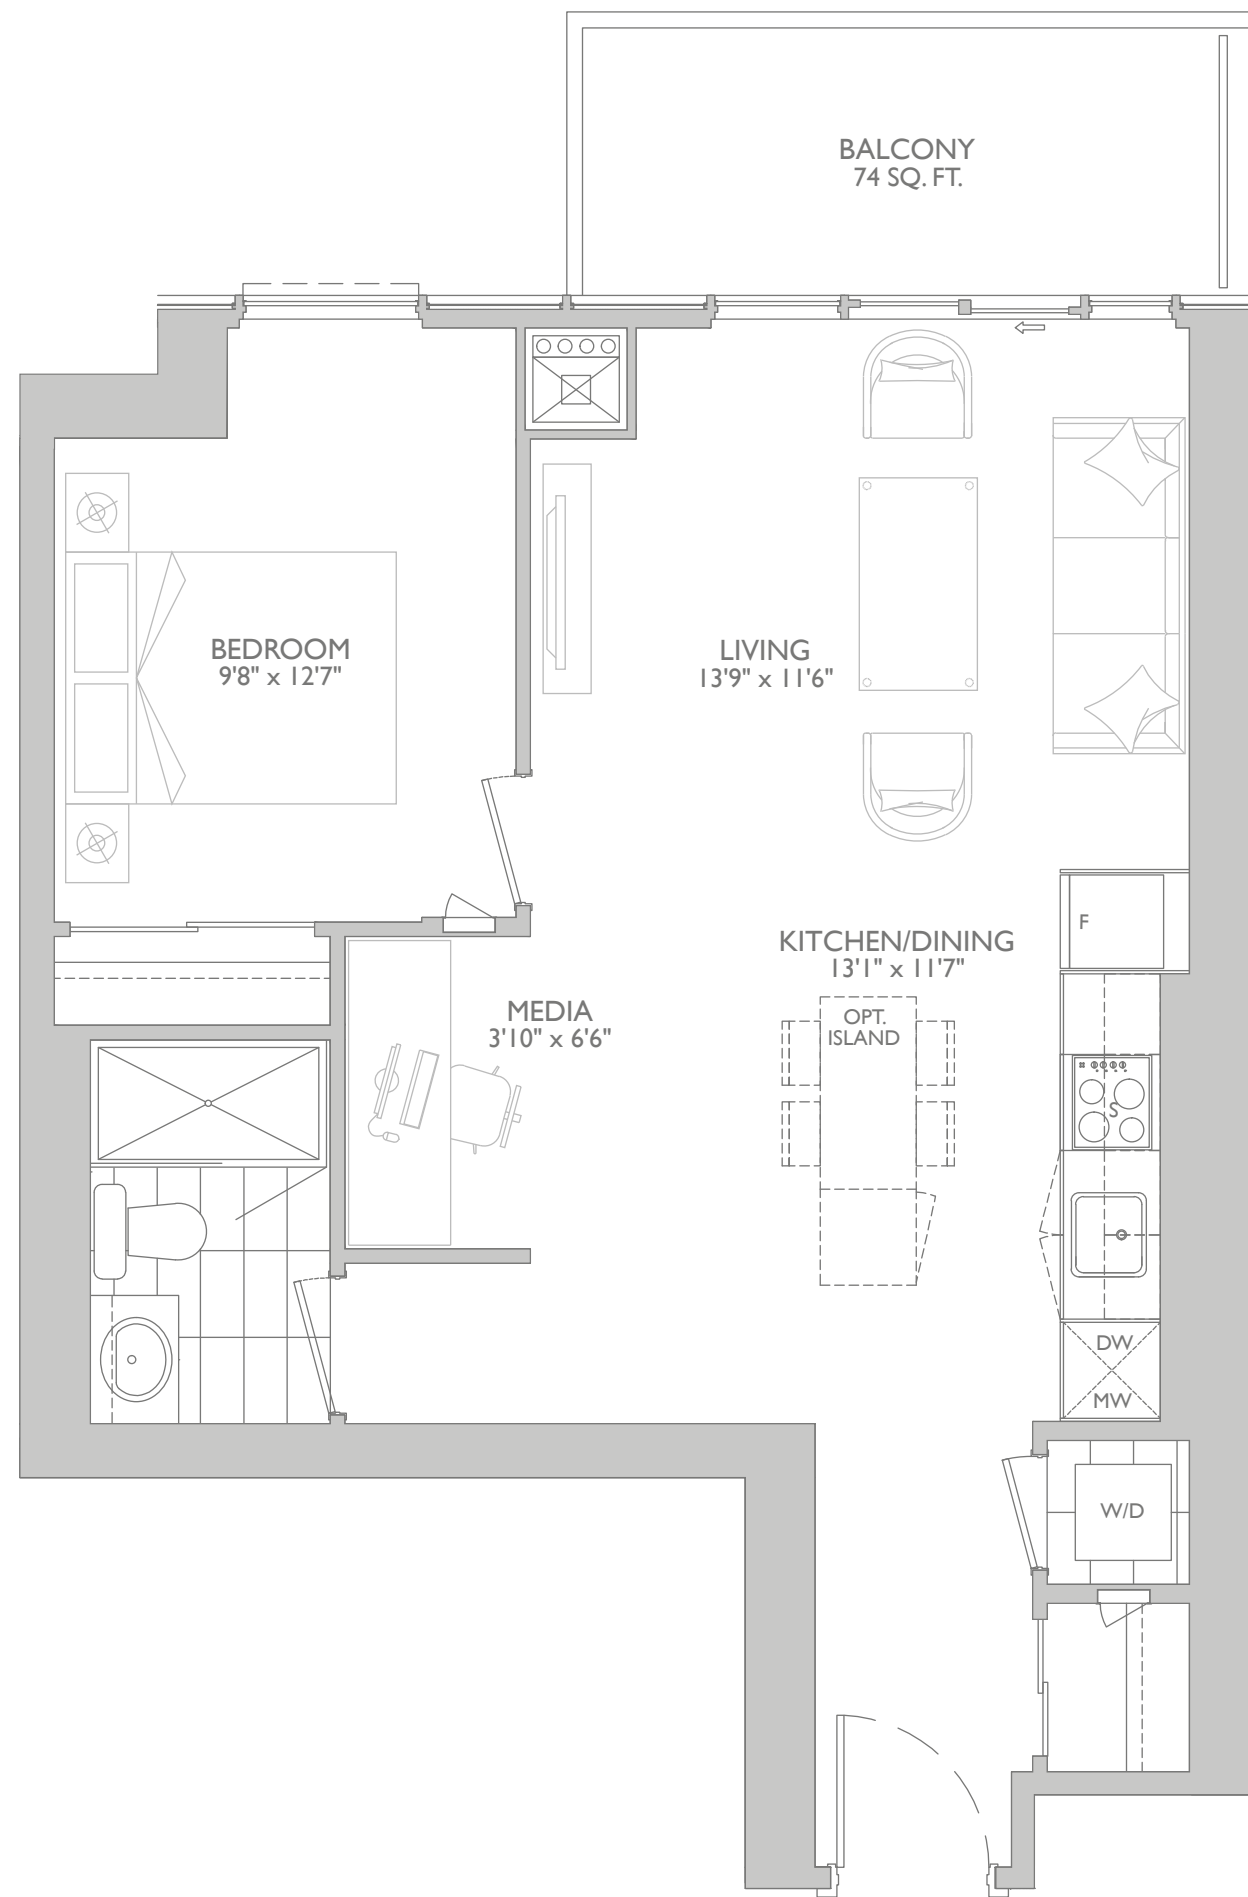 BALCONY
74 SQ. FT.
BEDROOM
9'8" x 12'7"
LIVING
13'9" x 11'6"
F
KITCHEN/DINING
13'1" x 11'7"
MEDIA
3'10" x 6'6"
OPT.
ISLAND
S
DW
MW
W/D